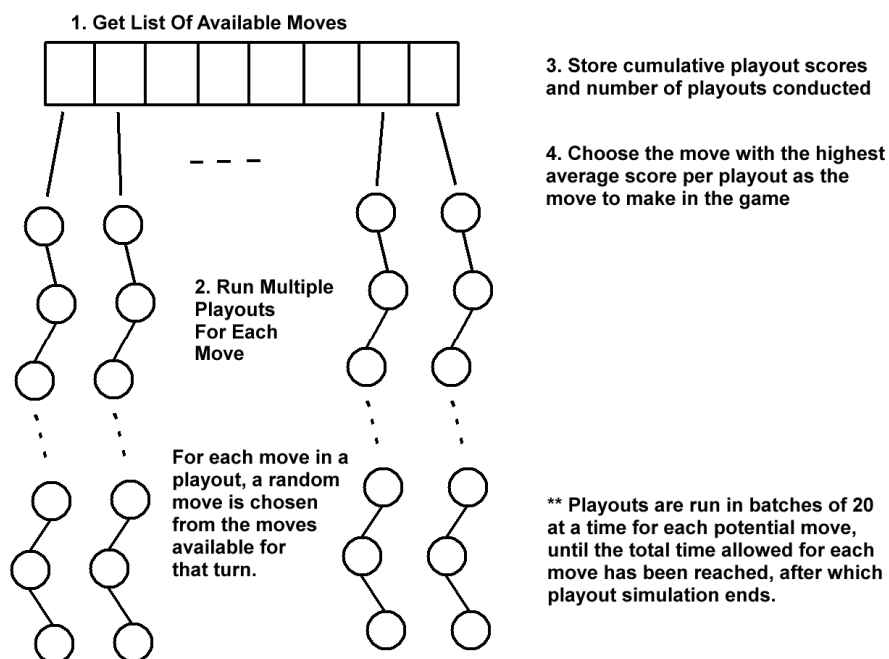 1. Get List Of Available Moves
3. Store cumulative playout scores
and number of playouts conducted
4. Choose the move with the highest
average score per playout as the
move to make in the game
2. Run Multiple
Playouts
For Each
Move
For each move in a
playout, a random
move is chosen
from the moves
available for
that turn.
** Playouts are run in batches of 20
at a time for each potential move,
until the total time allowed for each
move has been reached, after which
playout simulation ends.